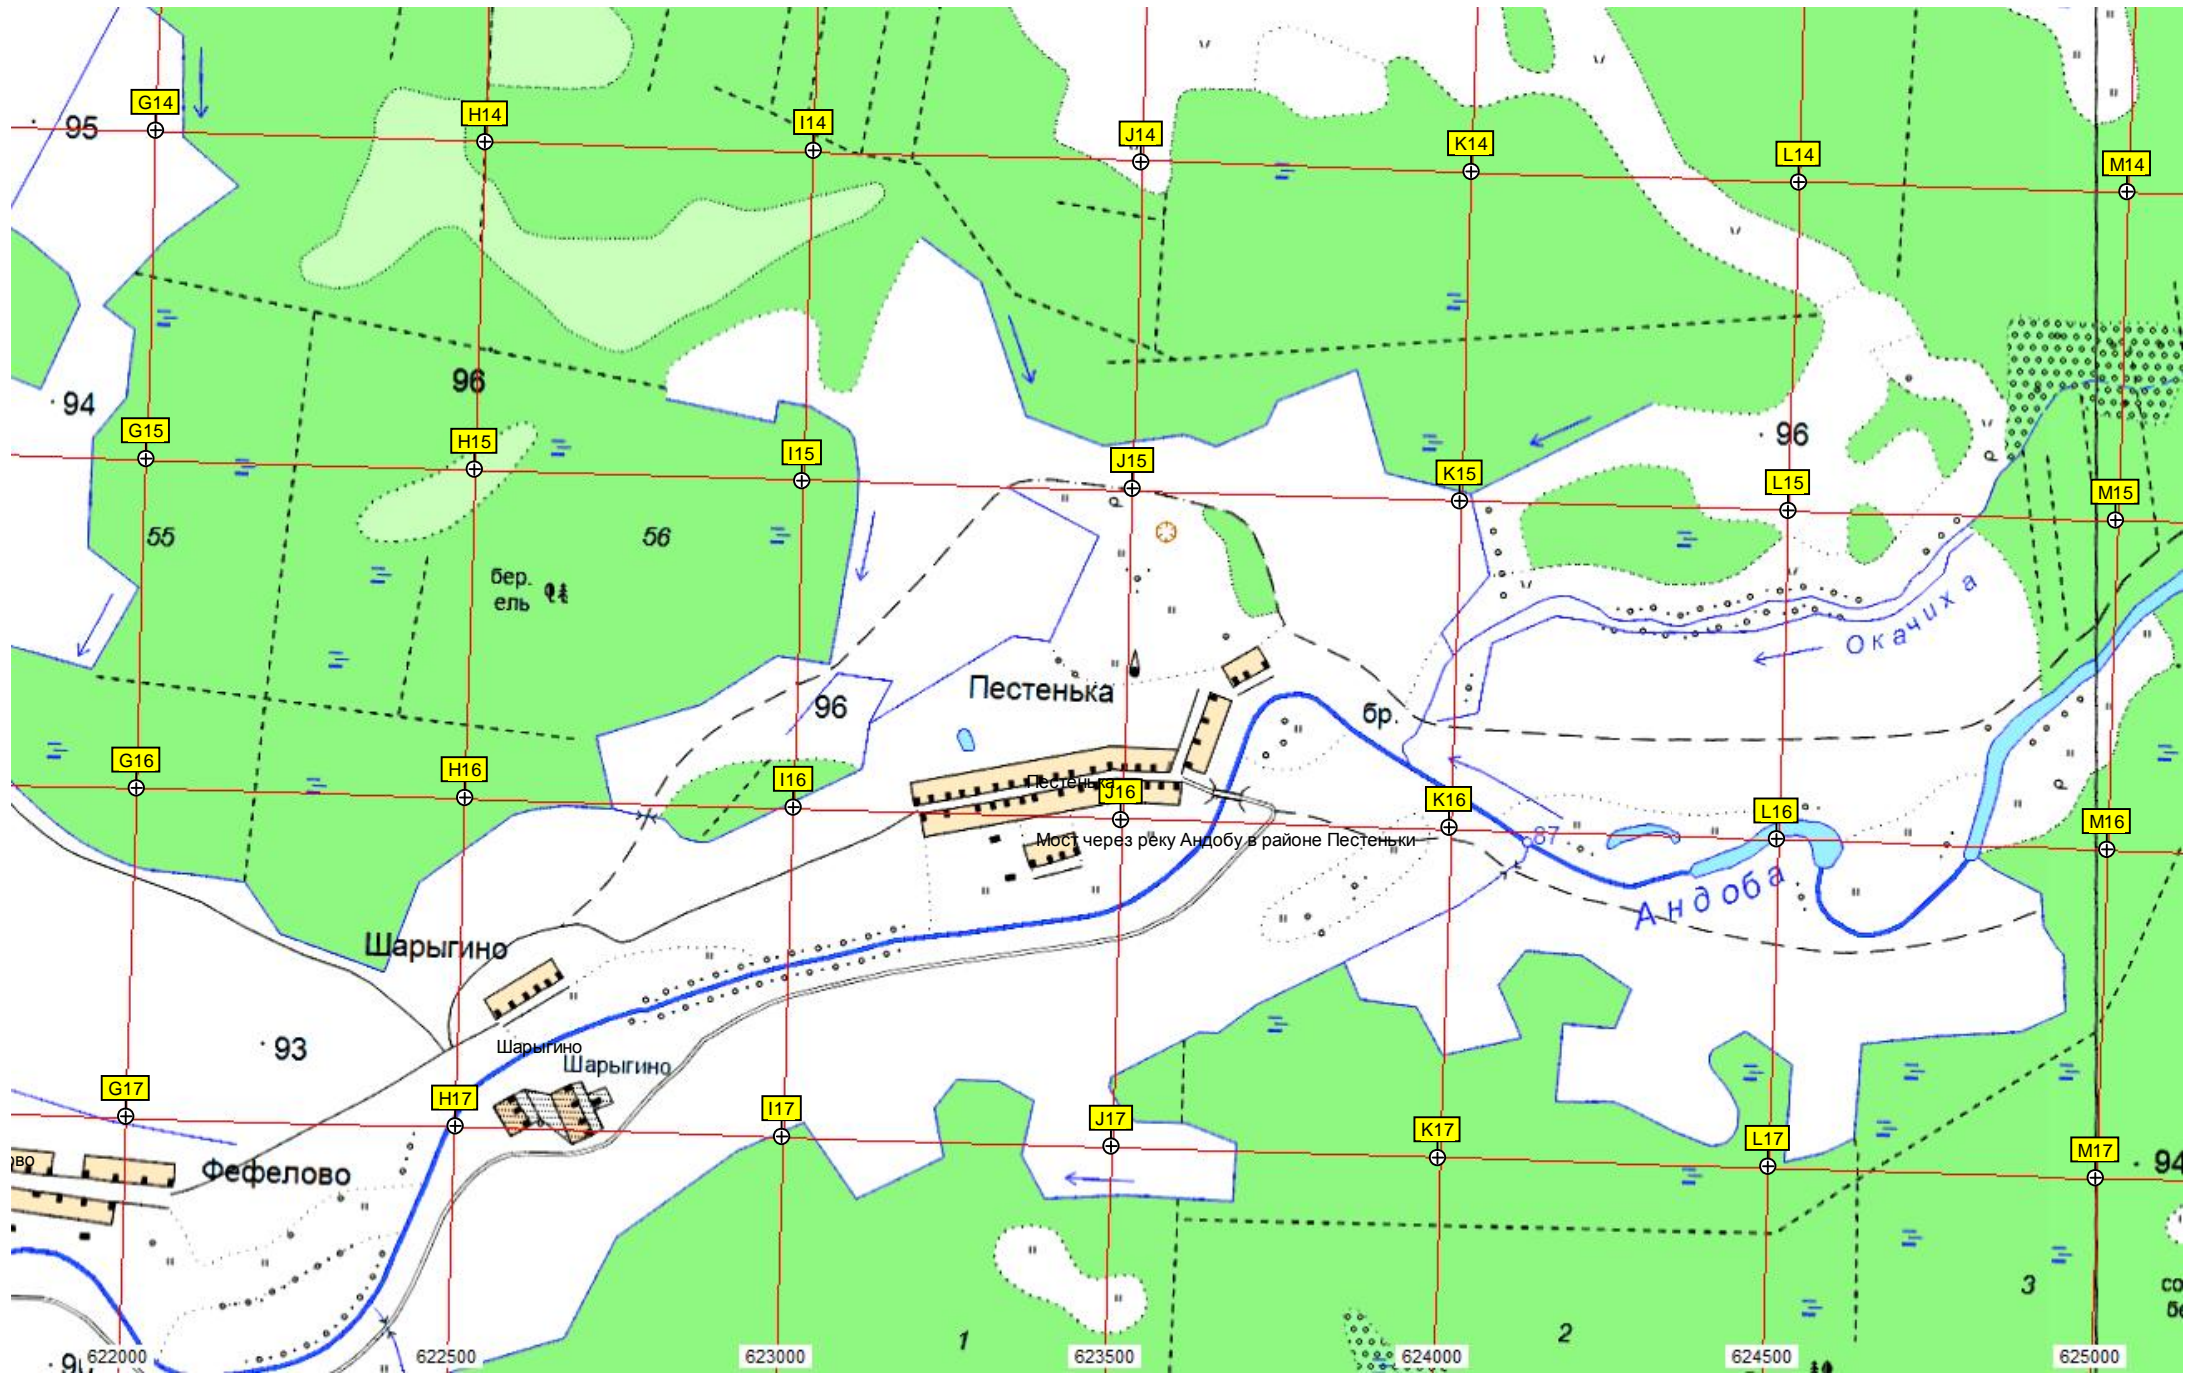 G14
H14
I14
J14
K14
L14
M14
95
94
96
G15
H15
I15
J15
K15
L15
M15
96
55
56
бер.
ель
Окачиха
Пестенька
96
бр.
G16
H16
I16
J16
K16
L16
M16
Пестенька
Мост через реку Андобу в районе Пестеньки
87
Андоба
Шарыгино
93
Шарыгино
Шарыгино
G17
H17
I17
J17
K17
L17
M17
94
ово
Фефелово
1
2
3
со
бе
622000
622500
623000
623500
624000
624500
625000